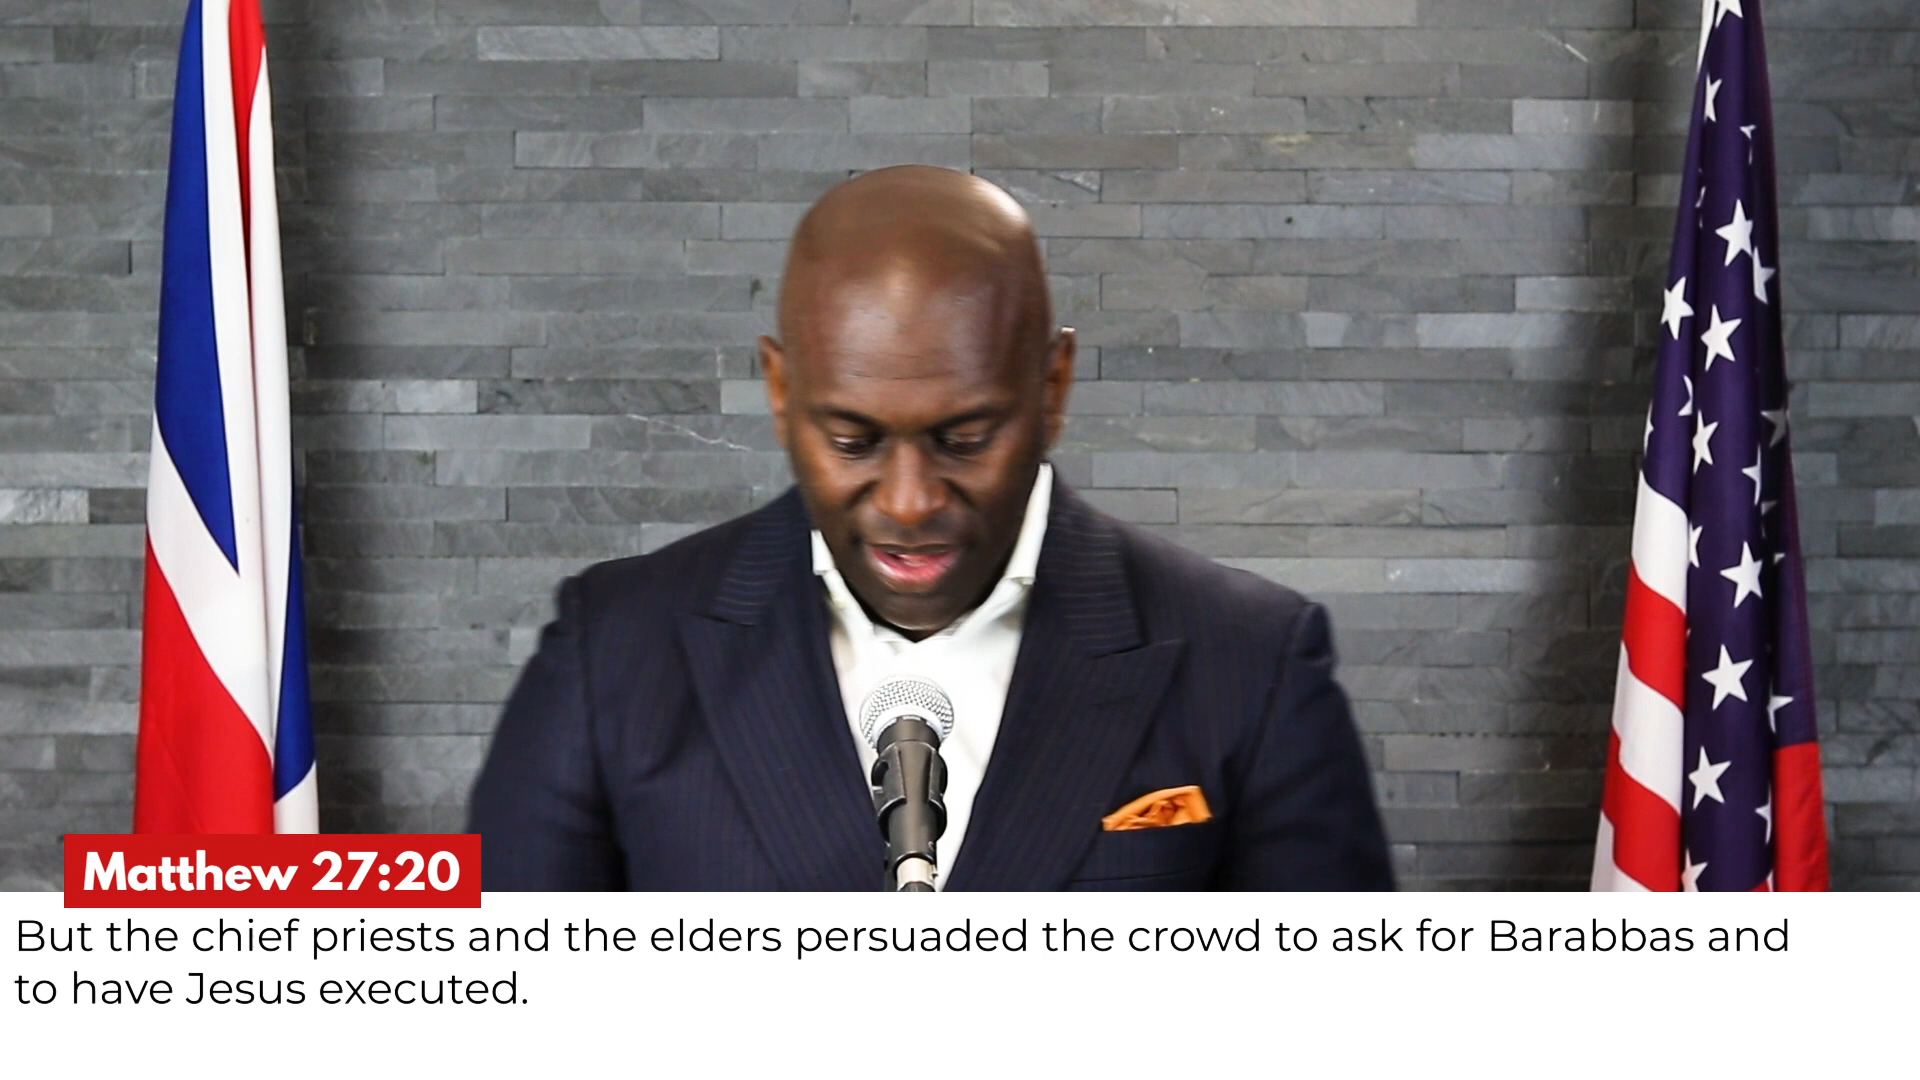 Matthew 27:20
But the chief priests and the elders persuaded the crowd to ask for Barabbas and
to have Jesus executed.